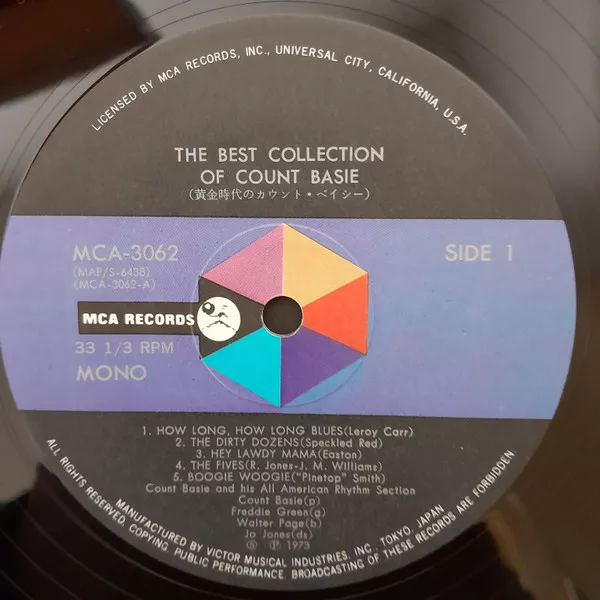 LICENSED BY MCA RECORDS, INC., UNIVERSAL CITY, CALIFORNIA, U.S.A.
THE BEST COLLECTION
OF COUNT BASIE
(黄金時代のカウント・ベイシー)
MCA-3062
(MAP/S-6438)
(MCA-3062-A)
SIDE 1
MCA RECORDS
33 1/3 RPM
MONO
1. HOW LONG, HOW LONG BLUES(Leroy Carr)
2. THE DIRTY DOZENS(Speckled Red)
3. HEY LAWDY MAMA(Easton)
4. THE FIVES(R. Jones-J. M. Williams)
5. BOOGIE WOOGIE("Pinetop" Smith)
Count Basie and his All American Rhythm Section
Count Basie(p)
Freddie Green(g)
Walter Page(b)
Jo Jones(ds)
Ⓢ Ⓟ 1973
MANUFACTURED BY VICTOR MUSICAL INDUSTRIES, INC., TOKYO, JAPAN
ALL RIGHTS RESERVED. COPYING. PUBLIC PERFORMANCE. BROADCASTING OF THESE RECORDS ARE FORBIDDEN